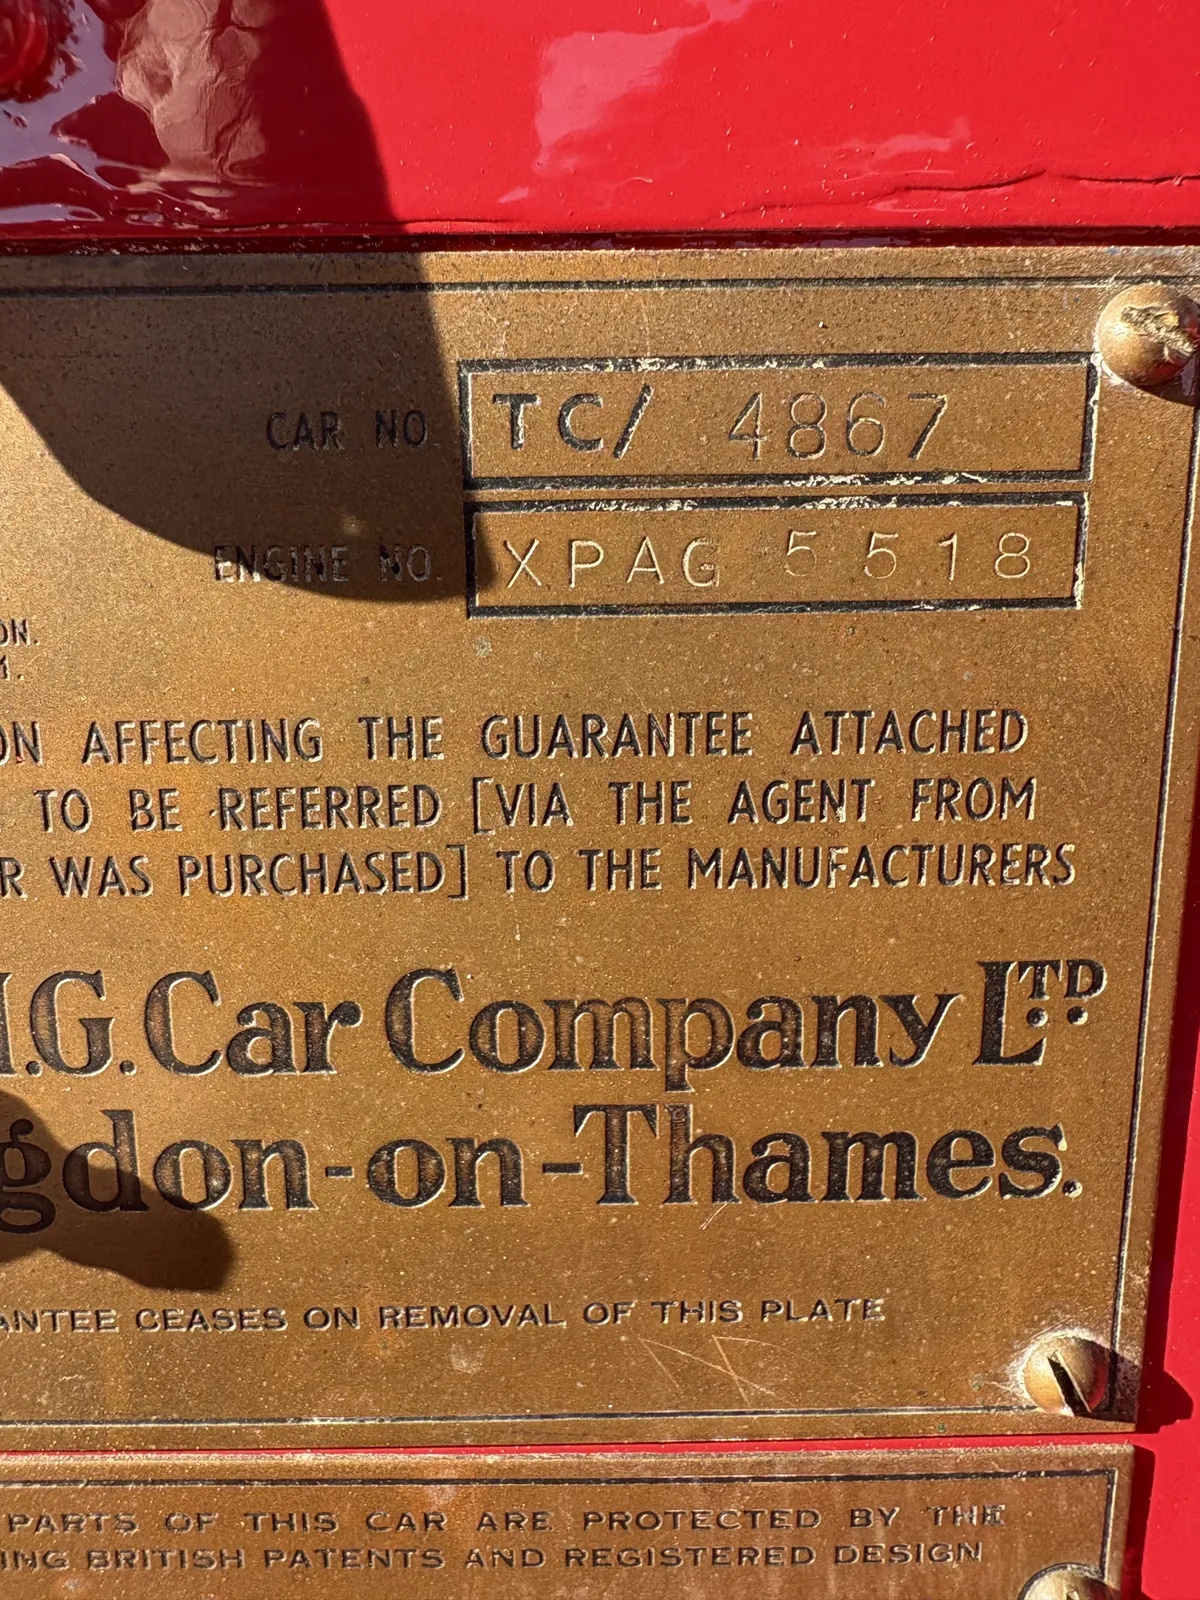 CAR NO. TC/ 4867
ENGINE NO. XPAG 5518
ON AFFECTING THE GUARANTEE ATTACHED
TO BE REFERRED [VIA THE AGENT FROM
R WAS PURCHASED] TO THE MANUFACTURERS
.G. Car Company LTD
gdon-on-Thames.
ANTEE CEASES ON REMOVAL OF THIS PLATE
PARTS OF THIS CAR ARE PROTECTED BY THE
ING BRITISH PATENTS AND REGISTERED DESIGN